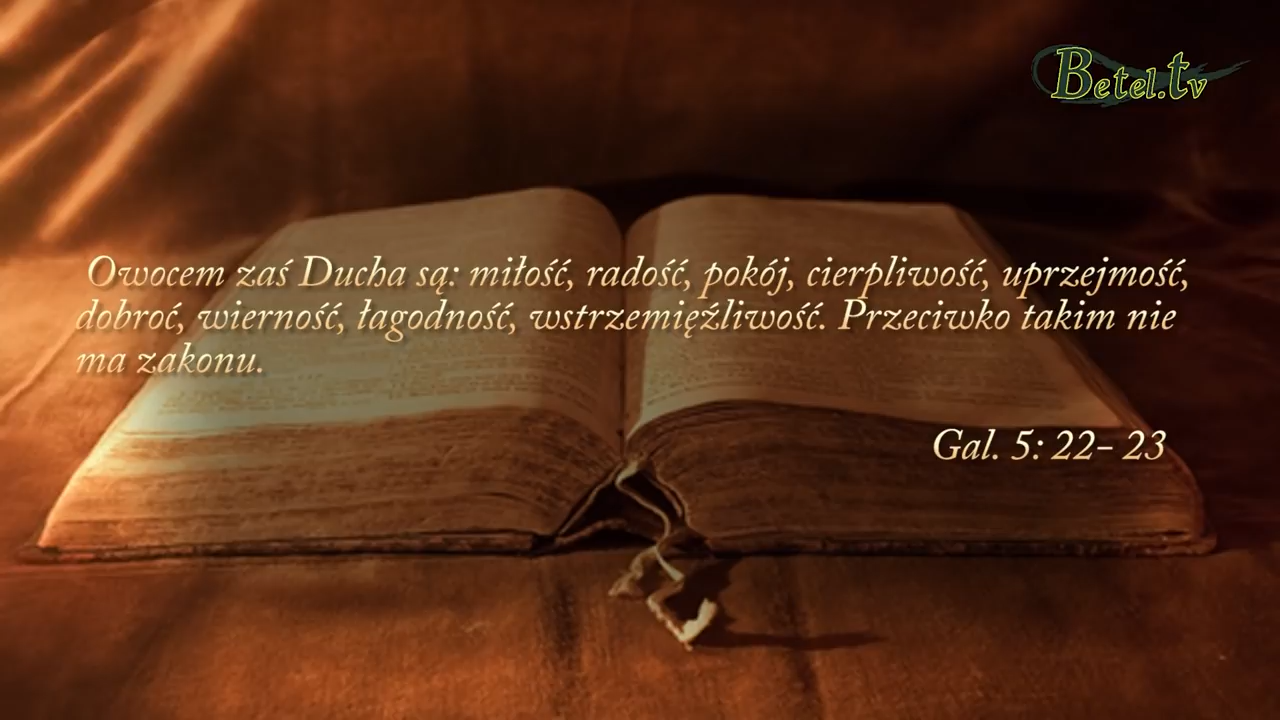 Betel.tv
Owocem zaś Ducha są: miłość, radość, pokój, cierpliwość, uprzejmość,
dobroć, wierność, łagodność, wstrzemięźliwość. Przeciwko takim nie
ma zakonu.
Gal. 5: 22- 23